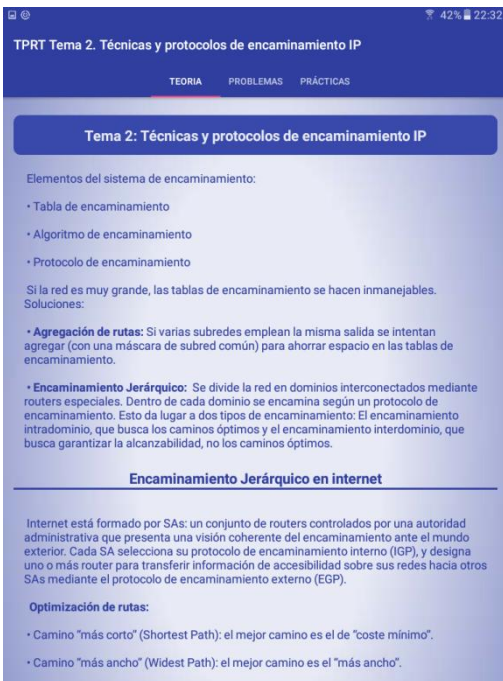 42% 22:32
TPRT Tema 2. Técnicas y protocolos de encaminamiento IP
TEORIA PROBLEMAS PRÁCTICAS
Tema 2: Técnicas y protocolos de encaminamiento IP
Elementos del sistema de encaminamiento:
• Tabla de encaminamiento
• Algoritmo de encaminamiento
• Protocolo de encaminamiento
Si la red es muy grande, las tablas de encaminamiento se hacen inmanejables.
Soluciones:
• Agregación de rutas: Si varias subredes emplean la misma salida se intentan
agregar (con una máscara de subred común) para ahorrar espacio en las tablas de
encaminamiento.
• Encaminamiento Jerárquico: Se divide la red en dominios interconectados mediante
routers especiales. Dentro de cada dominio se encamina según un protocolo de
encaminamiento. Esto da lugar a dos tipos de encaminamiento: El encaminamiento
intradominio, que busca los caminos óptimos y el encaminamiento interdominio, que
busca garantizar la alcanzabilidad, no los caminos óptimos.
Encaminamiento Jerárquico en internet
Internet está formado por SAs: un conjunto de routers controlados por una autoridad
administrativa que presenta una visión coherente del encaminamiento ante el mundo
exterior. Cada SA selecciona su protocolo de encaminamiento interno (IGP), y designa
uno o más router para transferir información de accesibilidad sobre sus redes hacia otros
SAs mediante el protocolo de encaminamiento externo (EGP).
Optimización de rutas:
• Camino "más corto" (Shortest Path): el mejor camino es el de "coste mínimo".
• Camino "más ancho" (Widest Path): el mejor camino es el "más ancho".